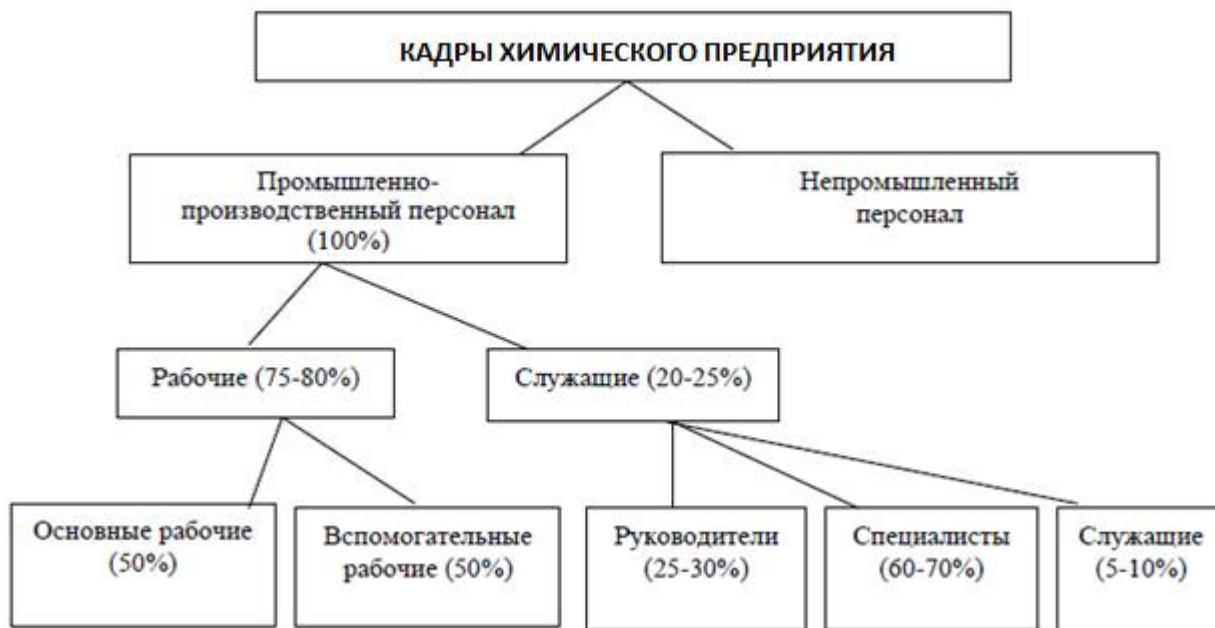 КАДРЫ ХИМИЧЕСКОГО ПРЕДПРИЯТИЯ
Промышленно-
производственный персонал
(100%)
Непромышленный
персонал
Рабочие (75-80%)
Служащие (20-25%)
Основные рабочие
(50%)
Вспомогательные
рабочие (50%)
Руководители
(25-30%)
Специалисты
(60-70%)
Служащие
(5-10%)